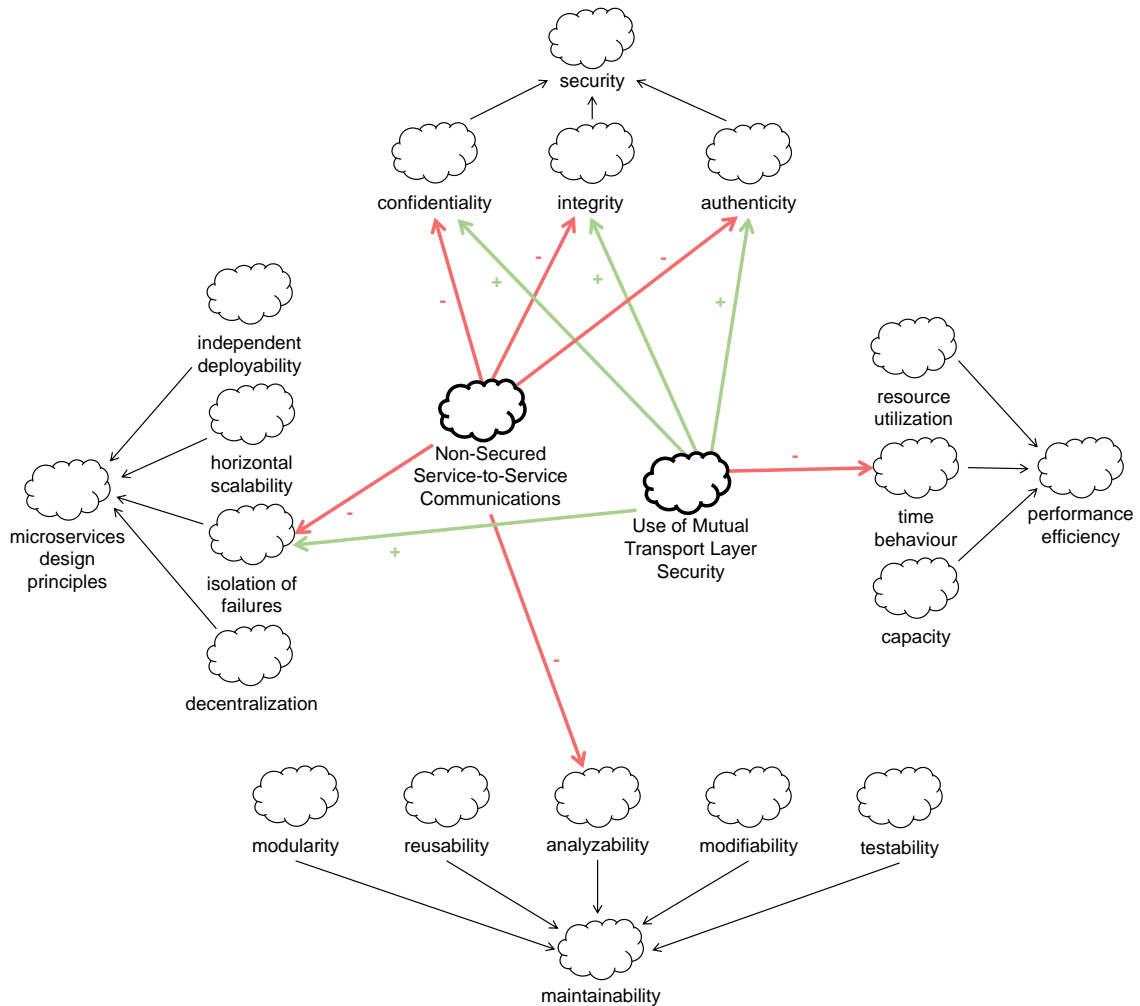 security
confidentiality
integrity
authenticity
-
-
-
+
+
+
independent
deployability
horizontal
scalability
isolation of
failures
decentralization
microservices
design
principles
Non-Secured
Service-to-Service
Communications
Use of Mutual
Transport Layer
Security
-
+
-
-
resource
utilization
time
behaviour
capacity
performance
efficiency
modularity
reusability
analyzability
modifiability
testability
maintainability